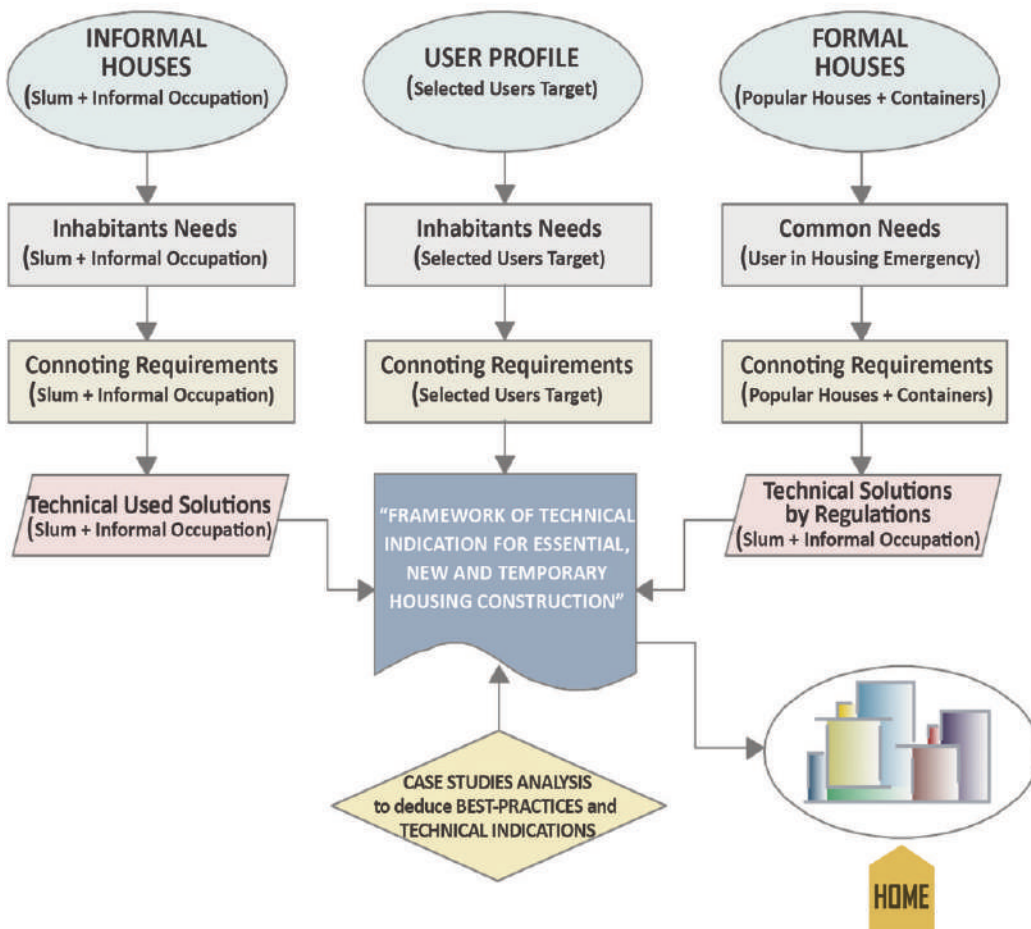 INFORMAL
HOUSES
(Slum + Informal Occupation)
USER PROFILE
(Selected Users Target)
FORMAL
HOUSES
(Popular Houses + Containers)
Inhabitants Needs
(Slum + Informal Occupation)
Inhabitants Needs
(Selected Users Target)
Common Needs
(User in Housing Emergency)
Connoting Requirements
(Slum + Informal Occupation)
Connoting Requirements
(Selected Users Target)
Connoting Requirements
(Popular Houses + Containers)
Technical Used Solutions
(Slum + Informal Occupation)
“FRAMEWORK OF TECHNICAL
INDICATION FOR ESSENTIAL,
NEW AND TEMPORARY
HOUSING CONSTRUCTION”
Technical Solutions
by Regulations
(Slum + Informal Occupation)
CASE STUDIES ANALYSIS
to deduce BEST-PRACTICES and
TECHNICAL INDICATIONS
HOME